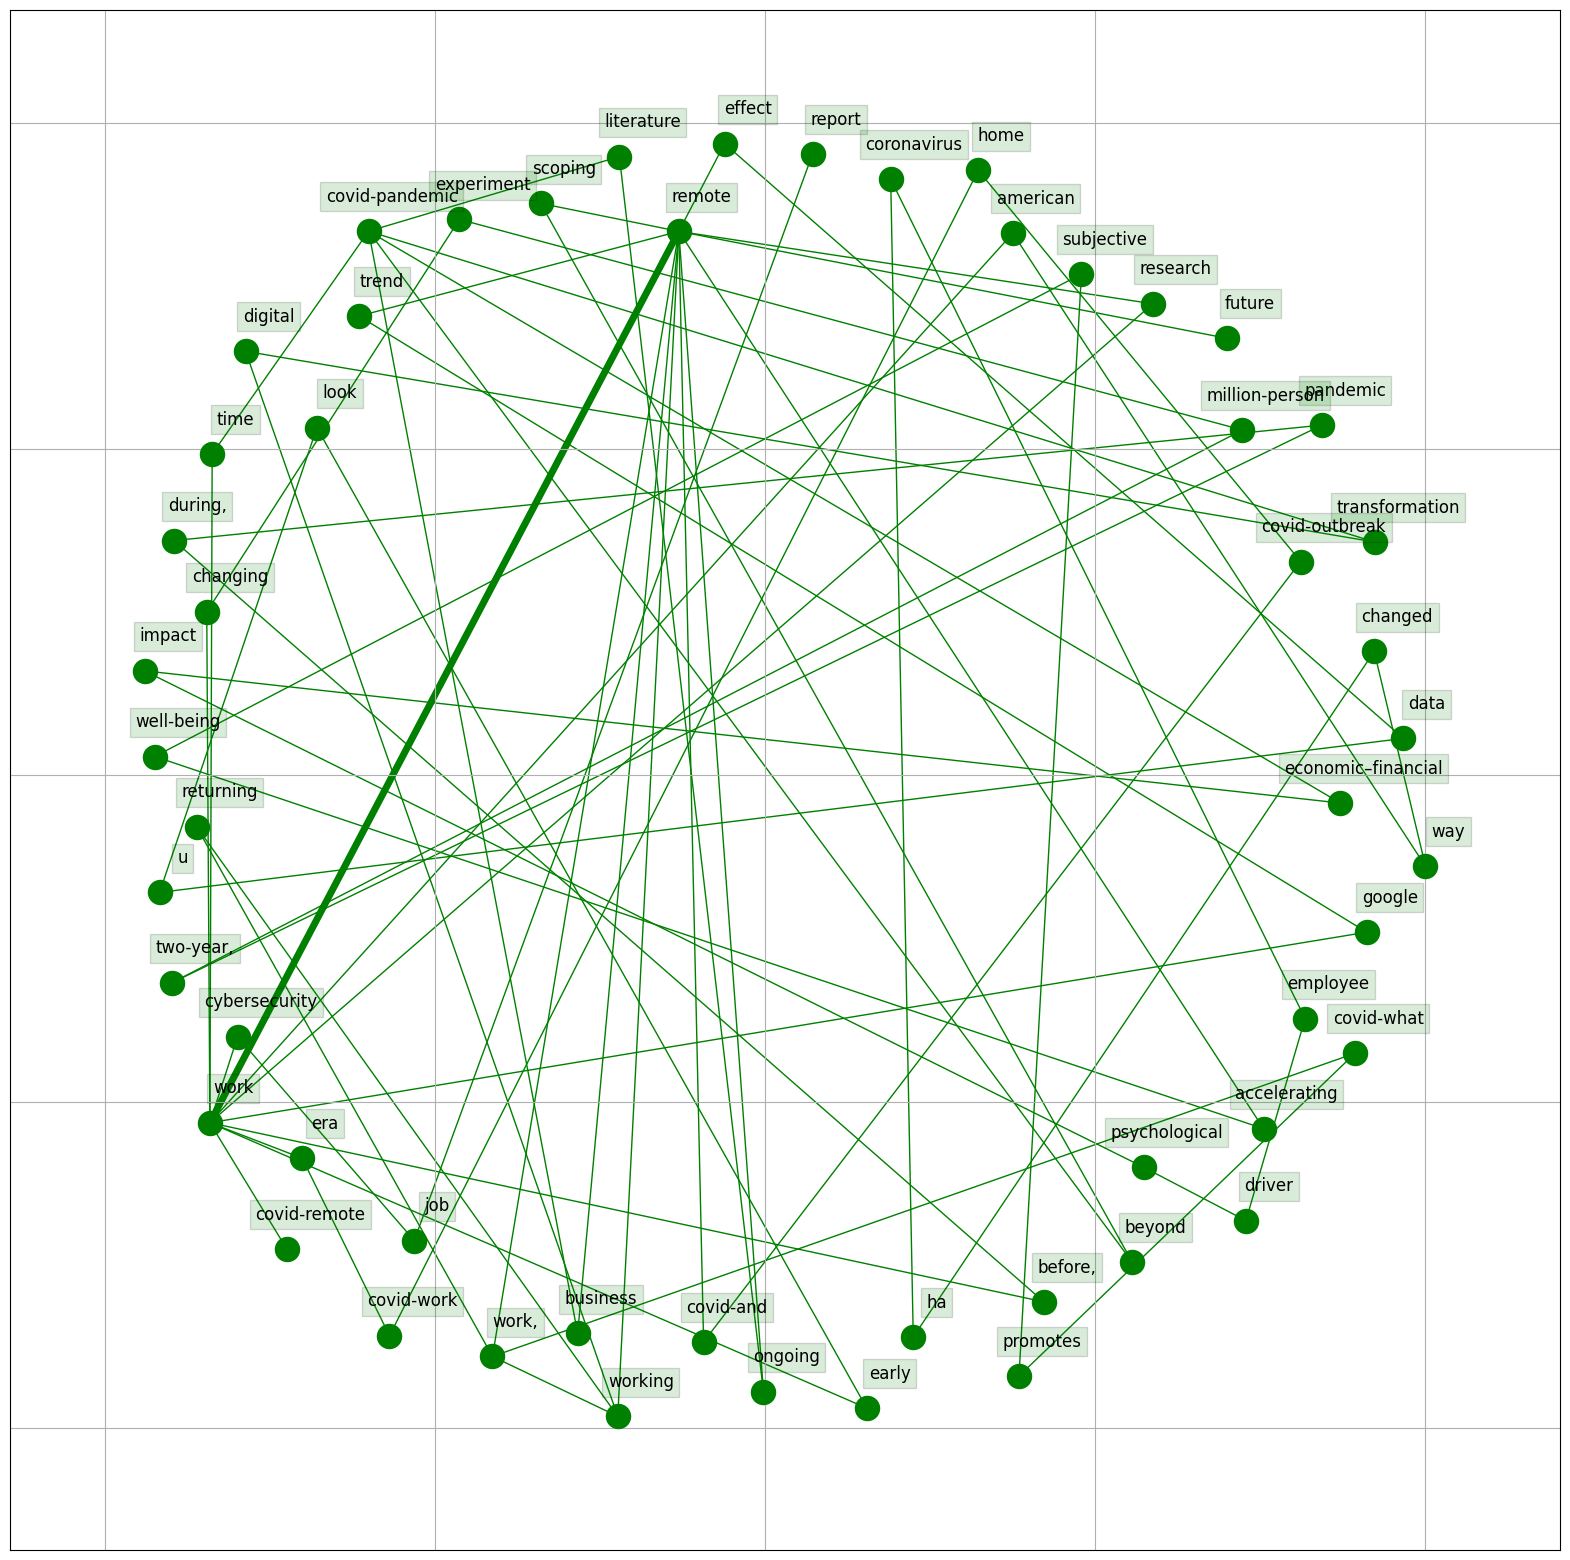 effect
report
literature
home
coronavirus
scoping
experiment
covid-pandemic
remote
american
subjective
research
trend
future
digital
look
million-person
pandemic
time
during,
transformation
covid-outbreak
changing
changed
impact
well-being
data
economic–financial
returning
way
u
google
two-year,
employee
cybersecurity
covid-what
work
accelerating
era
psychological
driver
job
covid-remote
beyond
before,
covid-work
business
covid-and
ha
work,
promotes
ongoing
early
working